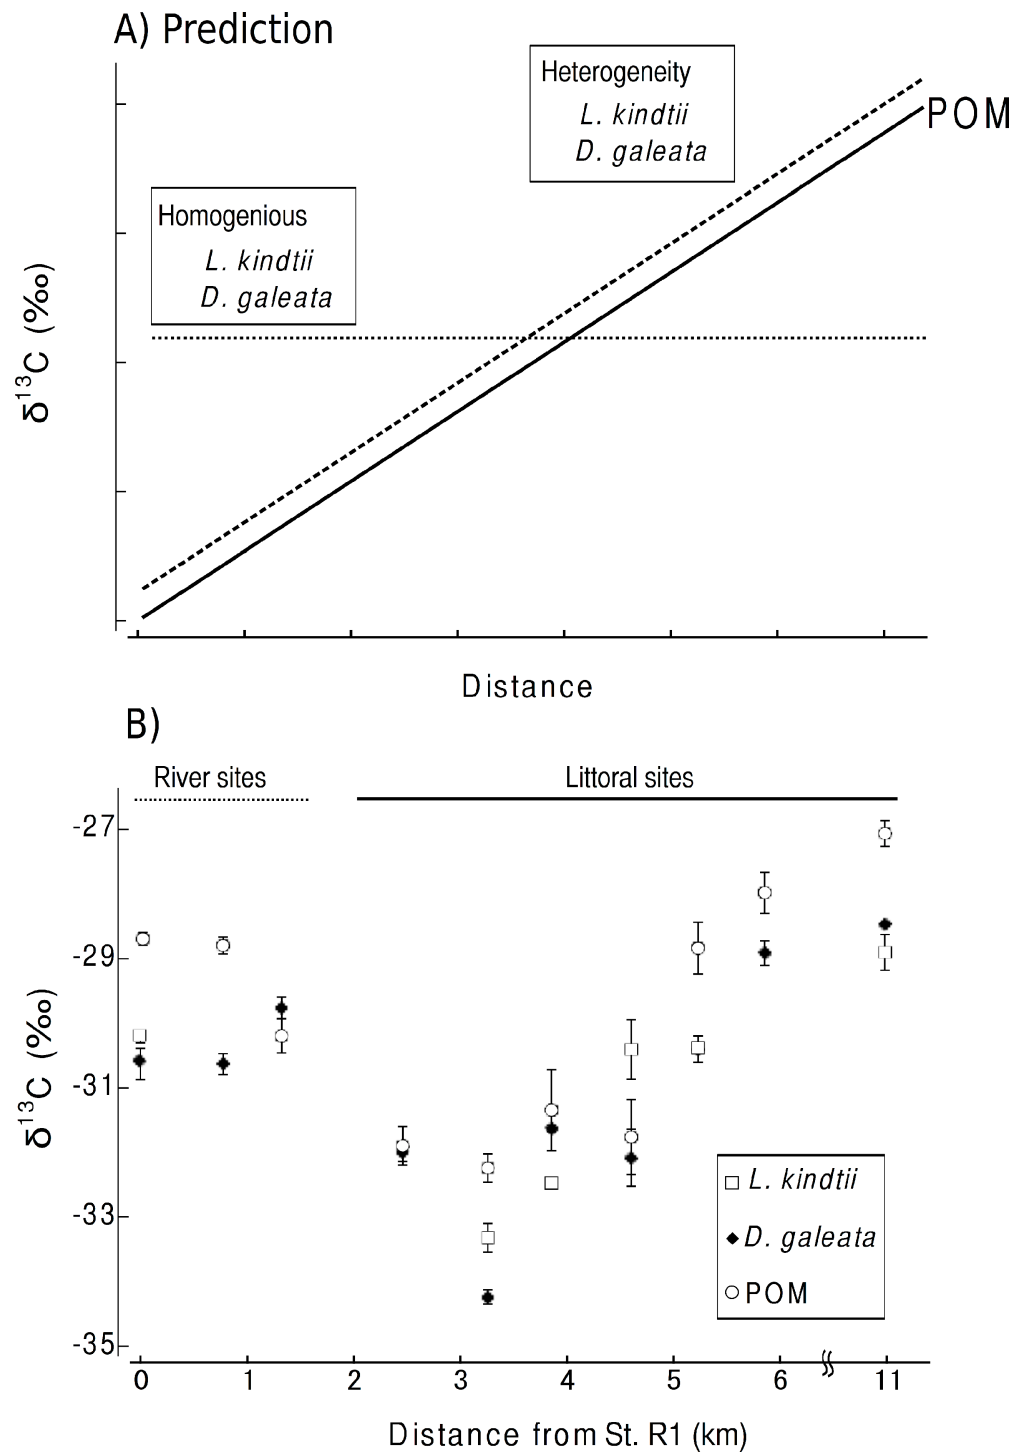 A) Prediction
Heterogeneity
L. kindtii
D. galeata
POM
Homogenious
L. kindtii
D. galeata
δ¹³C (‰)
Distance
B)
River sites
Littoral sites
-27
-29
-31
-33
-35
δ¹³C (‰)
L. kindtii
D. galeata
POM
0 1 2 3 4 5 6 11
Distance from St. R1 (km)